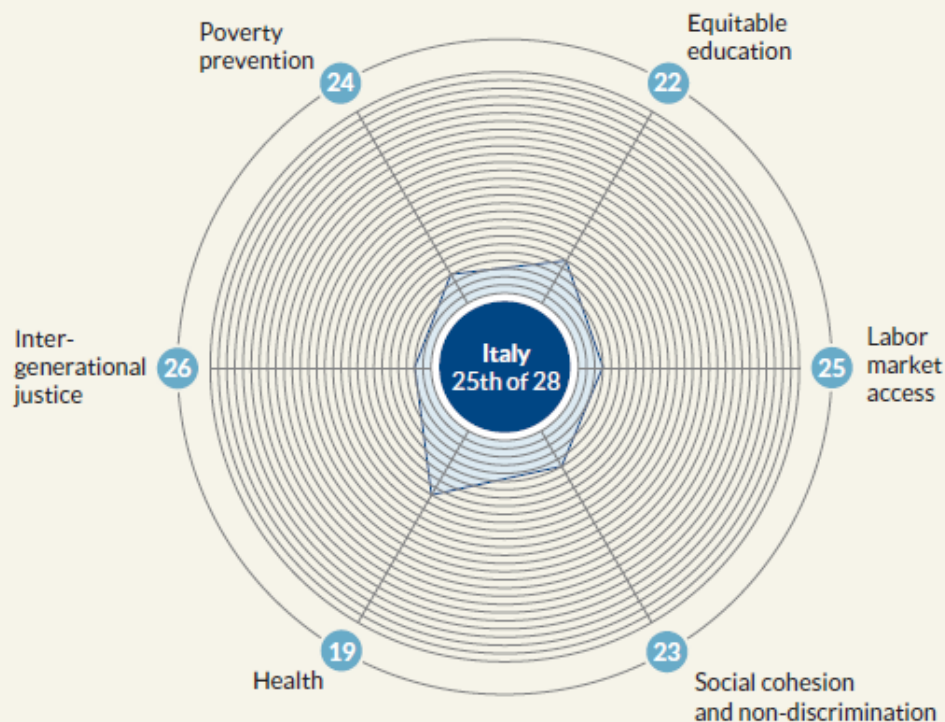 Poverty
prevention
24
Equitable
education
22
Inter-
generational
justice
26
Italy
25th of 28
25
Labor
market
access
19
Health
23
Social cohesion
and non-discrimination